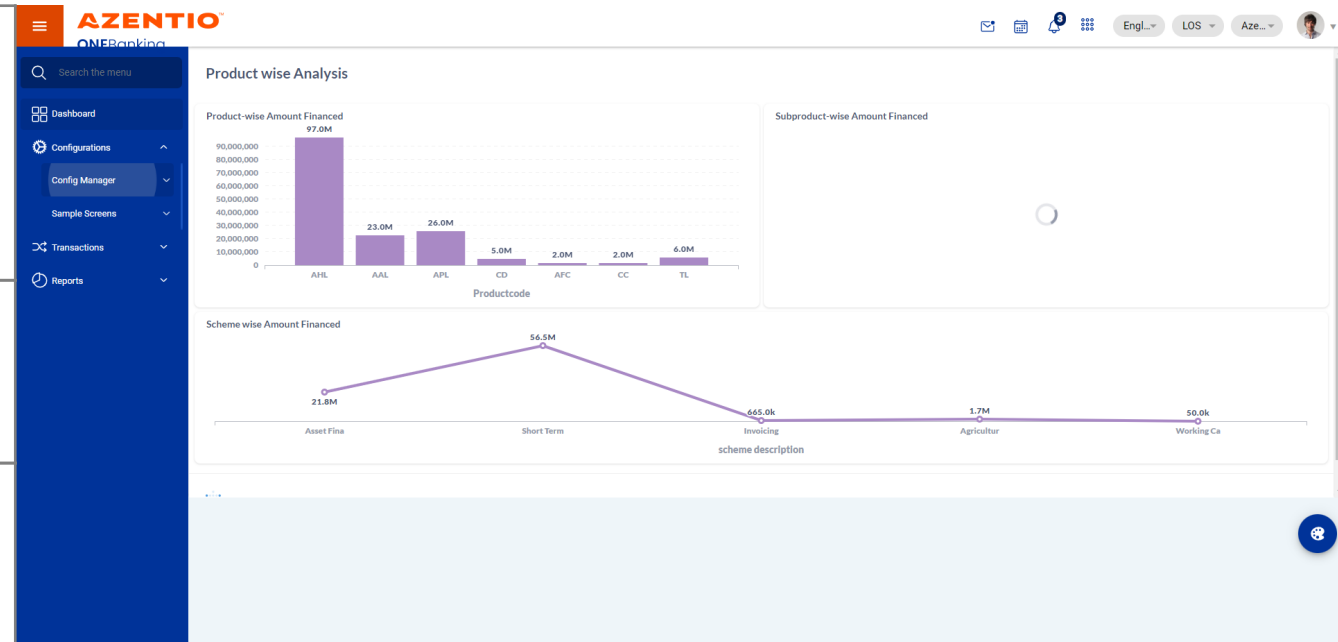 AZENTIO™
ONEBanking
3
Engl...
LOS
Aze...
Search the menu
Dashboard
Configurations
Config Manager
Sample Screens
Transactions
Reports
Product wise Analysis
Product-wise Amount Financed
97.0M
90,000,000
80,000,000
70,000,000
60,000,000
50,000,000
40,000,000
30,000,000
20,000,000
10,000,000
0
23.0M
26.0M
5.0M
2.0M
2.0M
6.0M
AHL AAL APL CD AFC CC TL
Productcode
Subproduct-wise Amount Financed
Scheme wise Amount Financed
56.5M
21.8M
665.0k
1.7M
50.0k
Asset Fina Short Term Invoicing Agricultur Working Ca
scheme description